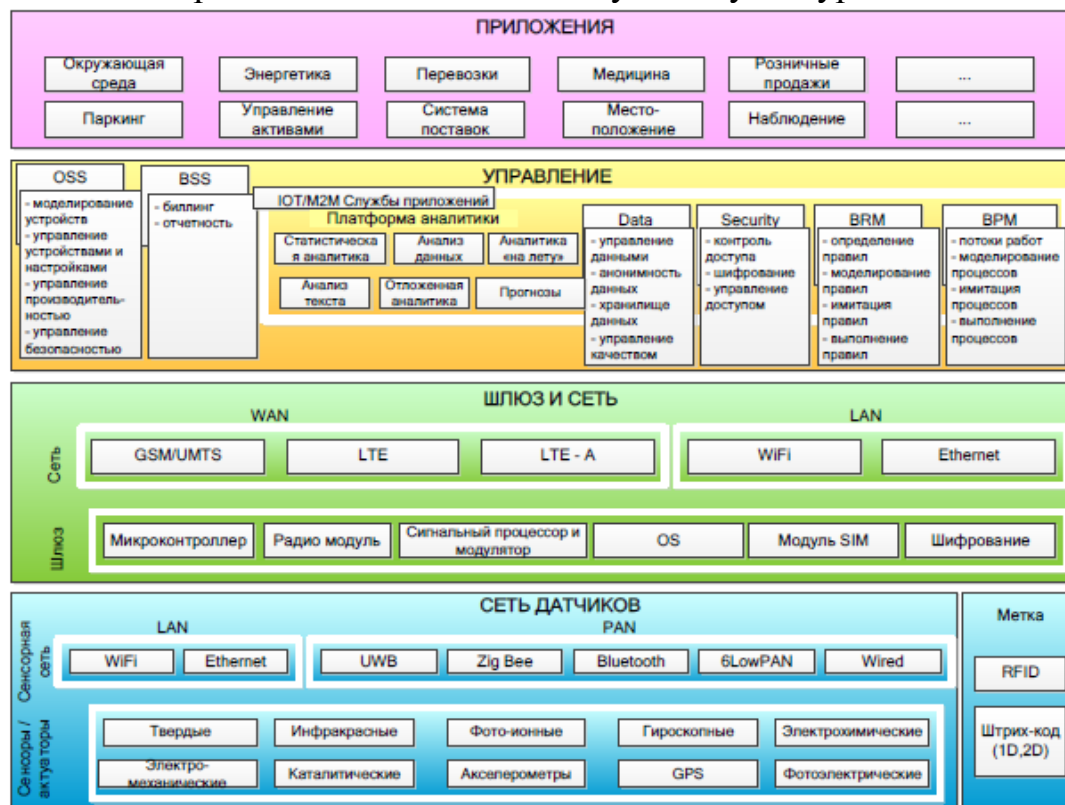 ПРИЛОЖЕНИЯ
Окружающая
среда
Энергетика
Перевозки
Медицина
Розничные
продажи
...
Паркинг
Управление
активами
Система
поставок
Место-
положение
Наблюдение
...
УПРАВЛЕНИЕ
OSS
- моделирование
устройств
- управление
устройствами и
настройками
- управление
производитель-
ностью
- управление
безопасностью
BSS
- биллинг
- отчетность
IOT/M2M Службы приложений
Платформа аналитики
Статистическа
я аналитика
Анализ
данных
Аналитика
«на лету»
Анализ
текста
Отложенная
аналитика
Прогнозы
Data
- управление
данными
- анонимность
данных
- хранилище
данных
- управление
качеством
Security
- контроль
доступа
- шифрование
- управление
доступом
BRM
- определение
правил
- моделирование
правил
- имитация
правил
- выполнение
правил
BPM
- потоки работ
- моделирование
процессов
- имитация
процессов
- выполнение
процессов
ШЛЮЗ И СЕТЬ
WAN
LAN
Сеть
GSM/UMTS
LTE
LTE - A
WiFi
Ethernet
Шлюз
Микроконтроллер
Радио модуль
Сигнальный процессор и
модулятор
OS
Модуль SIM
Шифрование
СЕТЬ ДАТЧИКОВ
LAN
PAN
Сенсорная
сеть
WiFi
Ethernet
UWB
Zig Bee
Bluetooth
6LowPAN
Wired
Сенсоры /
актуаторы
Твердые
Инфракрасные
Фото-ионные
Гироскопные
Электрохимические
Электро-
механические
Каталитические
Акселерометры
GPS
Фотоэлектрические
Метка
RFID
Штрих-код
(1D,2D)